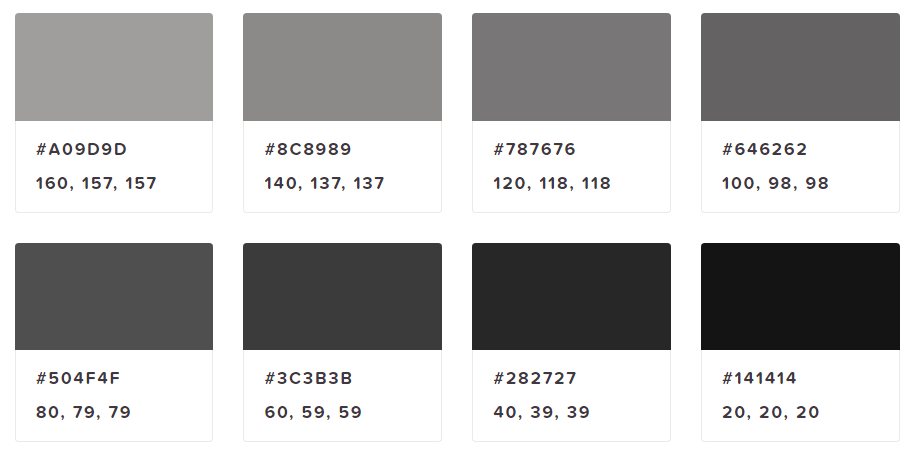 #A09D9D
160, 157, 157
#8C8989
140, 137, 137
#787676
120, 118, 118
#646262
100, 98, 98
#504F4F
80, 79, 79
#3C3B3B
60, 59, 59
#282727
40, 39, 39
#141414
20, 20, 20